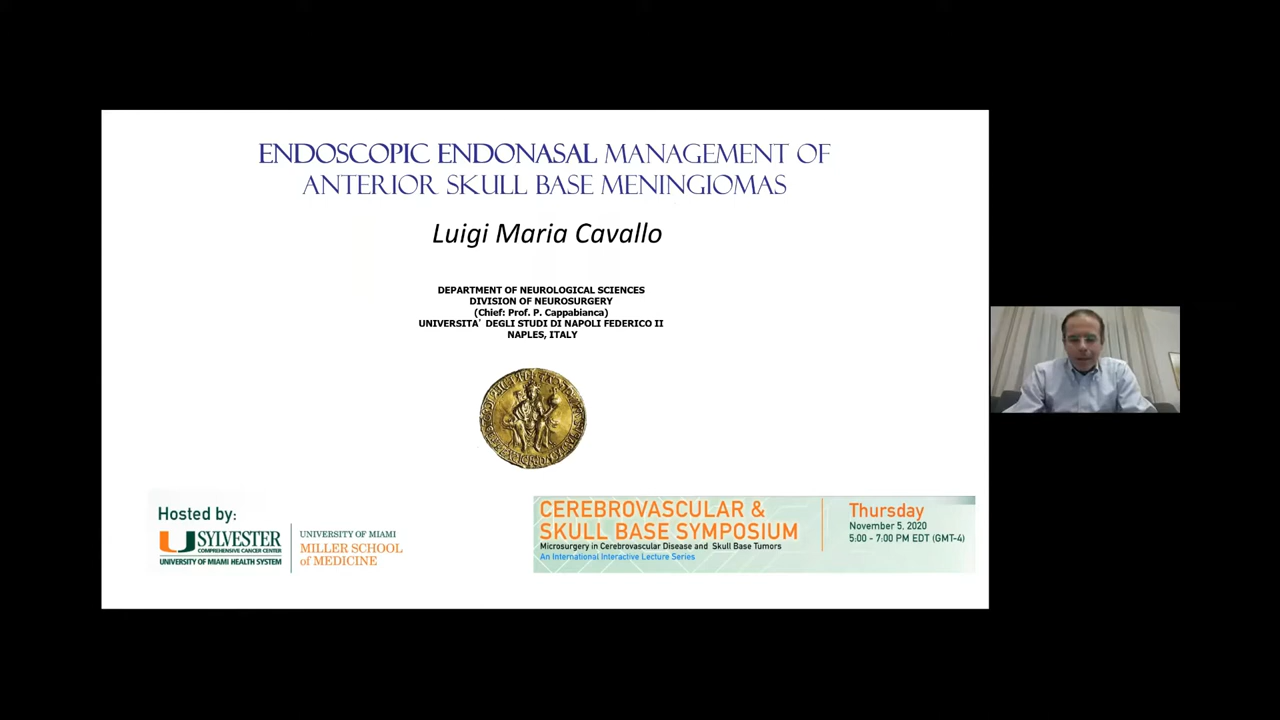 ENDOSCOPIC ENDONASAL MANAGEMENT OF
ANTERIOR SKULL BASE MENINGIOMAS
Luigi Maria Cavallo
DEPARTMENT OF NEUROLOGICAL SCIENCES
DIVISION OF NEUROSURGERY
(Chief: Prof. P. Cappabianca)
UNIVERSITA' DEGLI STUDI DI NAPOLI FEDERICO II
NAPLES, ITALY
Hosted by:
SYLVESTER
COMPREHENSIVE CANCER CENTER
UNIVERSITY OF MIAMI HEALTH SYSTEM
UNIVERSITY OF MIAMI
MILLER SCHOOL
of MEDICINE
CEREBROVASCULAR &
SKULL BASE SYMPOSIUM
Microsurgery in Cerebrovascular Disease and Skull Base Tumors
An International Interactive Lecture Series
Thursday
November 5, 2020
5:00 - 7:00 PM EDT (GMT-4)